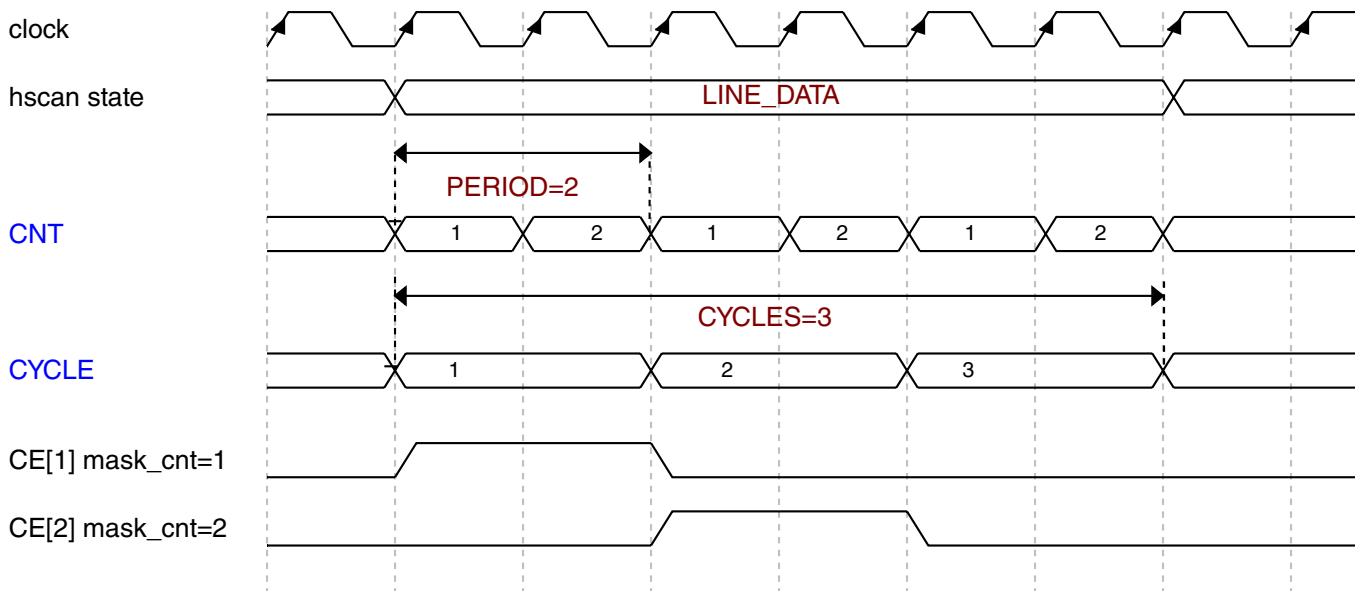 clock
hscan state
LINE_DATA
PERIOD=2
CNT 1 2 1 2 1 2
CYCLES=3
CYCLE 1 2 3
CE[1] mask_cnt=1
CE[2] mask_cnt=2